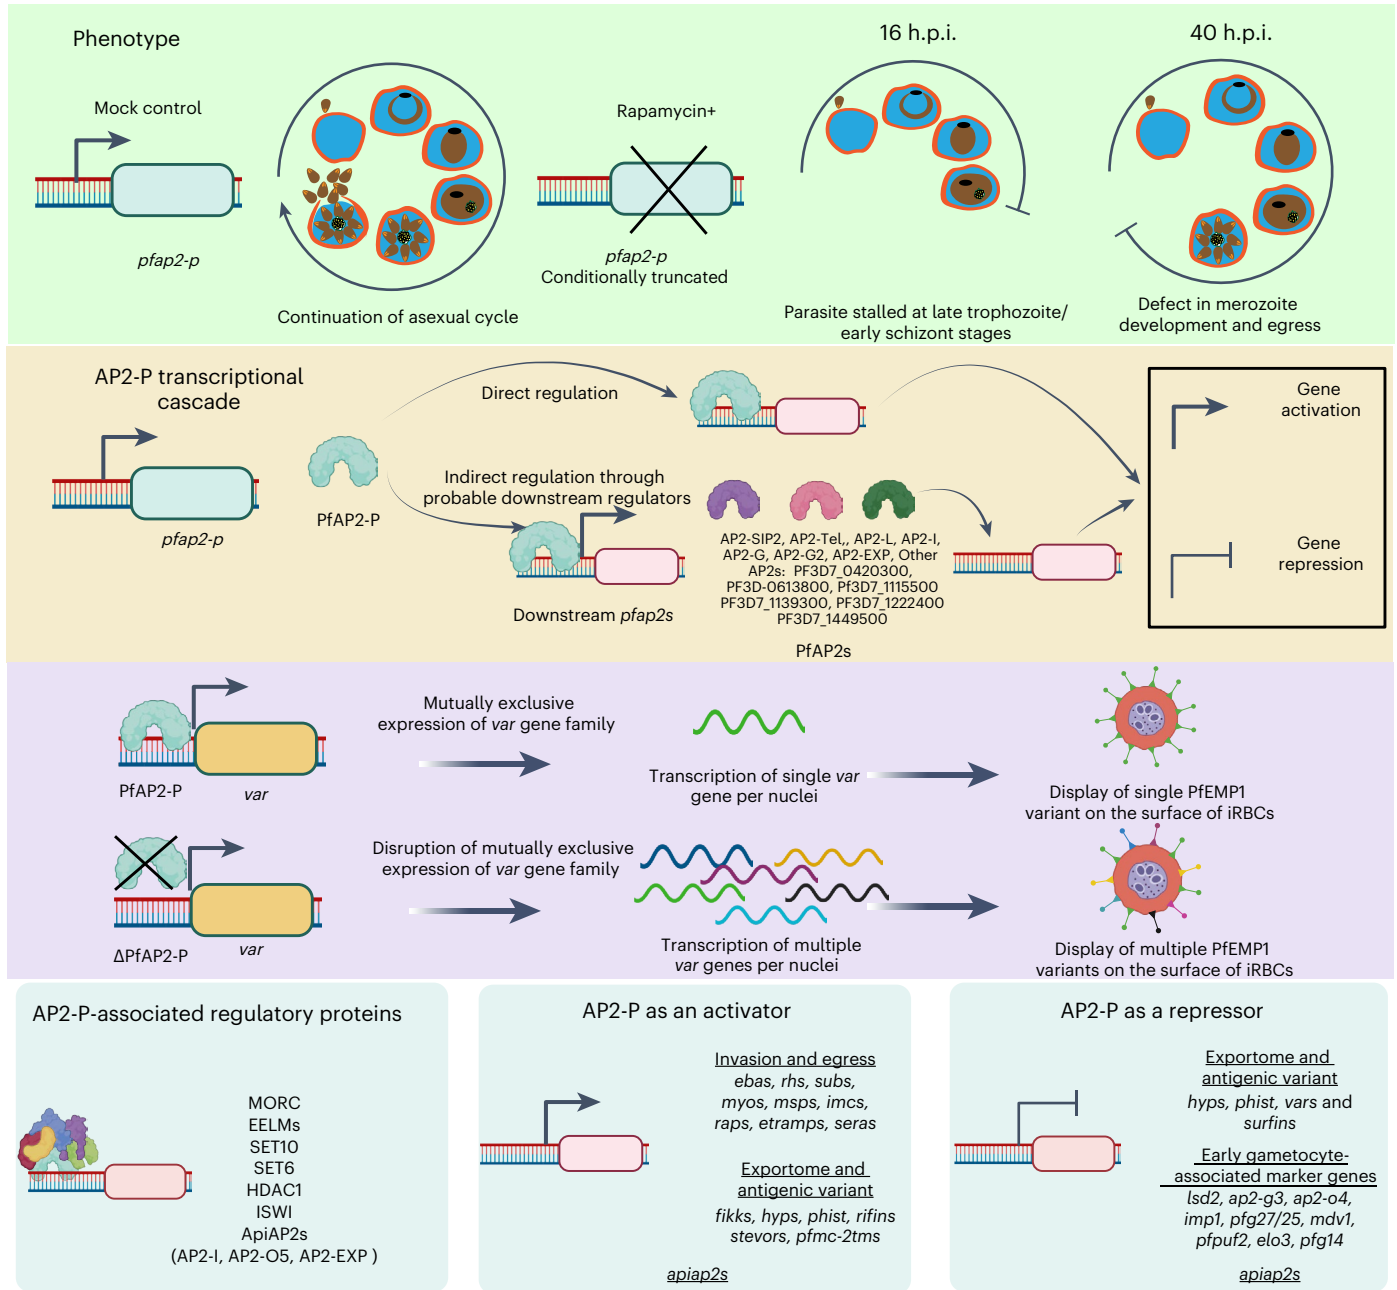 Phenotype
Mock control
pfap2-p
Continuation of asexual cycle
Rapamycin+
pfap2-p
Conditionally truncated
16 h.p.i.
Parasite stalled at late trophozoite/
early schizont stages
40 h.p.i.
Defect in merozoite
development and egress
AP2-P transcriptional
cascade
pfap2-p
PfAP2-P
Direct regulation
Indirect regulation through
probable downstream regulators
Downstream pfap2s
AP2-SIP2, AP2-Tel,, AP2-L, AP2-I,
AP2-G, AP2-G2, AP2-EXP, Other
AP2s: PF3D7_0420300,
PF3D-0613800, Pf3D7_1115500
PF3D7_1139300, PF3D7_1222400
PF3D7_1449500
PfAP2s
Gene
activation
Gene
repression
PfAP2-P
var
Mutually exclusive
expression of var gene family
Transcription of single var
gene per nuclei
Display of single PfEMP1
variant on the surface of iRBCs
ΔPfAP2-P
var
Disruption of mutually exclusive
expression of var gene family
Transcription of multiple
var genes per nuclei
Display of multiple PfEMP1
variants on the surface of iRBCs
AP2-P-associated regulatory proteins
MORC
EELMs
SET10
SET6
HDAC1
ISWI
ApiAP2s
(AP2-I, AP2-O5, AP2-EXP )
AP2-P as an activator
Invasion and egress
ebas, rhs, subs,
myos, msps, imcs,
raps, etramps, seras
Exportome and
antigenic variant
fikks, hyps, phist, rifins
stevors, pfmc-2tms
apiap2s
AP2-P as a repressor
Exportome and
antigenic variant
hyps, phist, vars and
surfins
Early gametocyte-
associated marker genes
lsd2, ap2-g3, ap2-o4,
imp1, pfg27/25, mdv1,
pfpuf2, elo3, pfg14
apiap2s